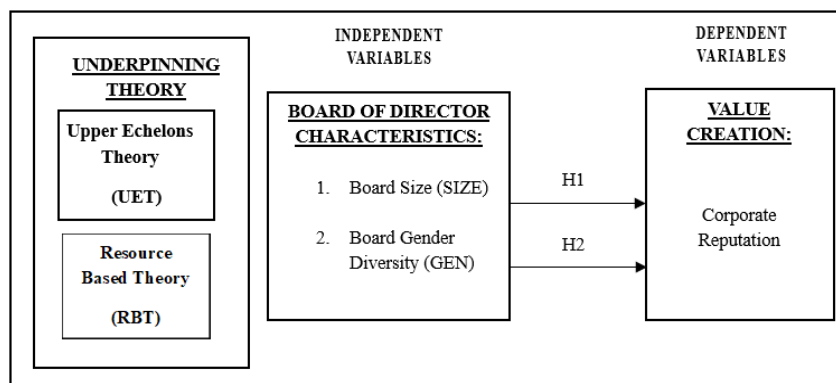 UNDERPINNING
THEORY
Upper Echelons
Theory
(UET)
Resource
Based Theory
(RBT)
INDEPENDENT
VARIABLES
BOARD OF DIRECTOR
CHARACTERISTICS:
1. Board Size (SIZE)
2. Board Gender
Diversity (GEN)
H1
H2
DEPENDENT
VARIABLES
VALUE
CREATION:
Corporate
Reputation